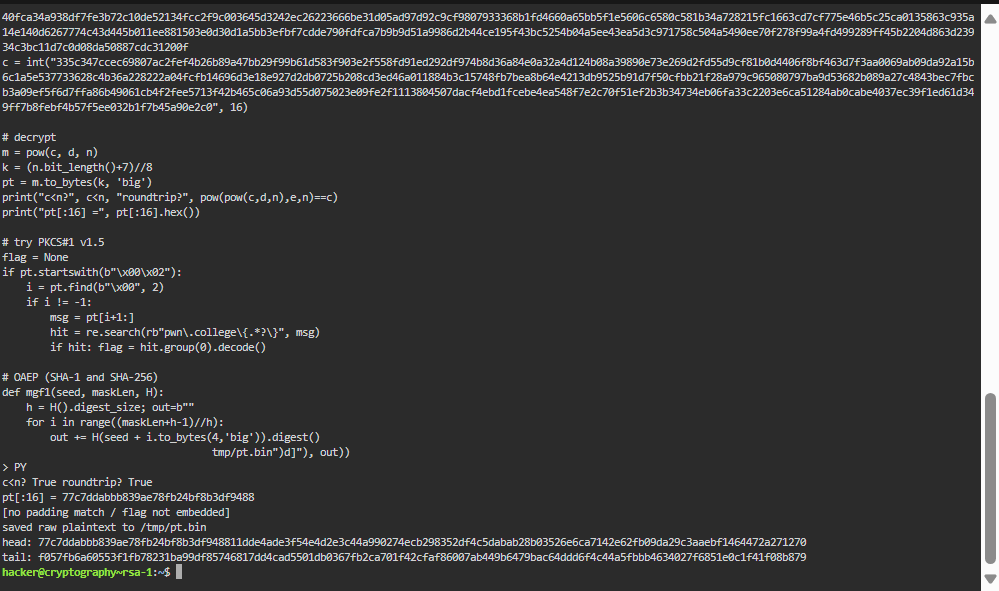 40fca34a938df7fe3b72c10de52134fcc2f9c003645d3242ec26223666be31d05ad97d92c9cf9807933368b1fd4660a65bb5f1e5606c6580c581b34a728215fc1663cd7cf775e46b5c25ca0135863c935a
14e140d6267774c43d445b011ee881503e0d30d1a5bb3efbf7cdde790fdfca7b9b9d51a9986d2b44ce195f43bc5254b04a5ee43ea5d3c971758c504a5490ee70f278f99a4fd499289ff45b2204d863d239
34c3bc11d7c0d08da50887cdc31200f
c = int("335c347ccec69807ac2fef4b26b89a47bb29f99b61d583f903e2f558fd91ed292df974b8d36a84e0a32a4d124b08a39890e73e269d2fd55d9cf81b0d4406f8bf463d7f3aa0069ab09da92a15b
6c1a5e537733628c4b36a228222a04fcfb14696d3e18e927d2db0725b208cd3ed46a011884b3c15748fb7bea8b64e4213db9525b91d7f50cfbb21f28a979c965080797ba9d53682b089a27c4843bec7fbc
b3a09ef5f6d7ffa86b49061cb4f2fee5713f42b465c06a93d55d075023e09fe2f1113804507dacf4ebd1fcebe4ea548f7e2c70f51ef2b3b34734eb06fa33c2203e6ca51284ab0cabe4037ec39f1ed61d34
9ff7b8febf4b57f5ee032b1f7b45a90e2c0", 16)
# decrypt
m = pow(c, d, n)
k = (n.bit_length()+7)//8
pt = m.to_bytes(k, 'big')
print("c<n?", c<n, "roundtrip?", pow(pow(c,d,n),e,n)==c)
print("pt[:16] =", pt[:16].hex())
# try PKCS#1 v1.5
flag = None
if pt.startswith(b"\x00\x02"):
    i = pt.find(b"\x00", 2)
    if i != -1:
        msg = pt[i+1:]
        hit = re.search(rb"pwn\.college\{.*?\}", msg)
        if hit: flag = hit.group(0).decode()
# OAEP (SHA-1 and SHA-256)
def mgf1(seed, maskLen, H):
    h = H().digest_size; out=b""
    for i in range((maskLen+h-1)//h):
        out += H(seed + i.to_bytes(4,'big')).digest()
                                   tmp/pt.bin")d]"), out))
> PY
c<n? True roundtrip? True
pt[:16] = 77c7ddabbb839ae78fb24bf8b3df9488
[no padding match / flag not embedded]
saved raw plaintext to /tmp/pt.bin
head: 77c7ddabbb839ae78fb24bf8b3df948811dde4ade3f54e4d2e3c44a990274ecb298352df4c5dabab28b03526e6ca7142e62fb09da29c3aaebf1464472a271270
tail: f057fb6a60553f1fb78231ba99df85746817dd4cad5501db0367fb2ca701f42cfaf86007ab449b6479bac64ddd6f4c44a5fbbb4634027f6851e0c1f41f08b879
hacker@cryptography~rsa-1:~$